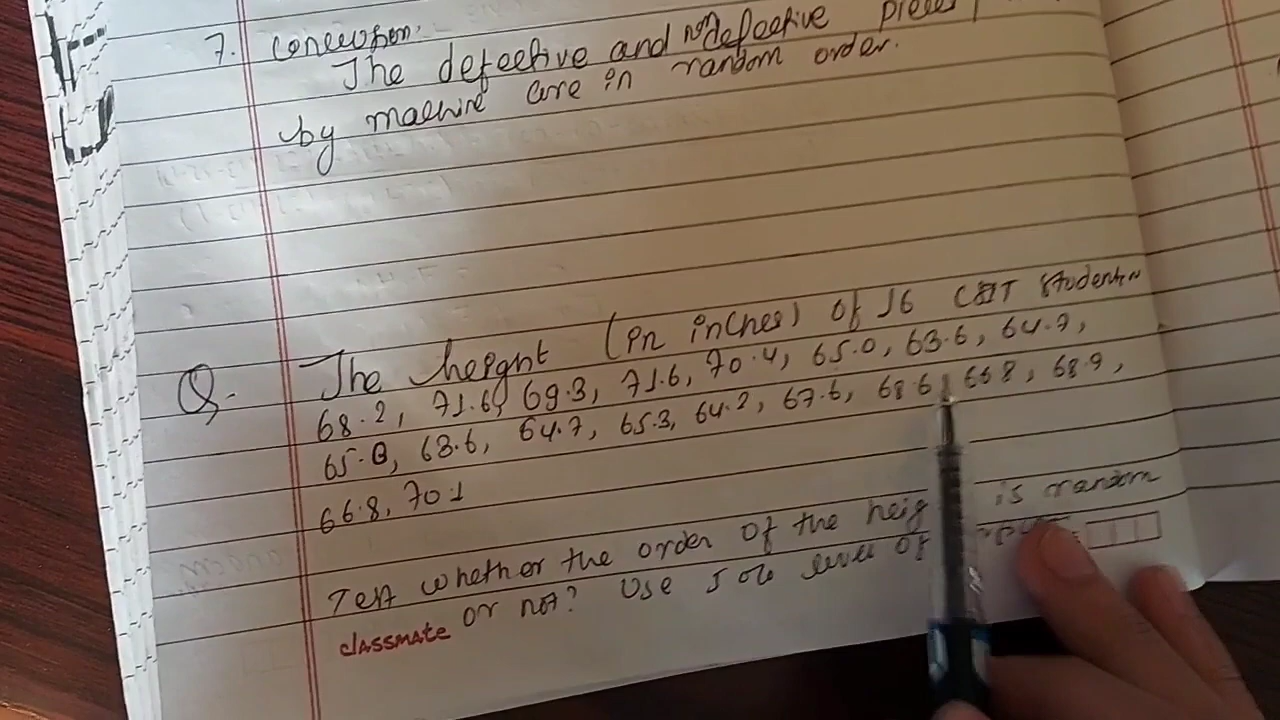 7. Conclusion.
The defective and non defective pieces
by machine are in random order.
Q. The height (in inches) of 16 CSIT students
68.2, 71.6, 69.3, 71.6, 70.4, 65.0, 63.6, 64.7,
65.0, 63.6, 64.7, 65.3, 64.2, 67.6, 68.6, 66.8, 68.9,
66.8, 70.1
Test whether the order of the is random
or not? Use 5% level of
classmate